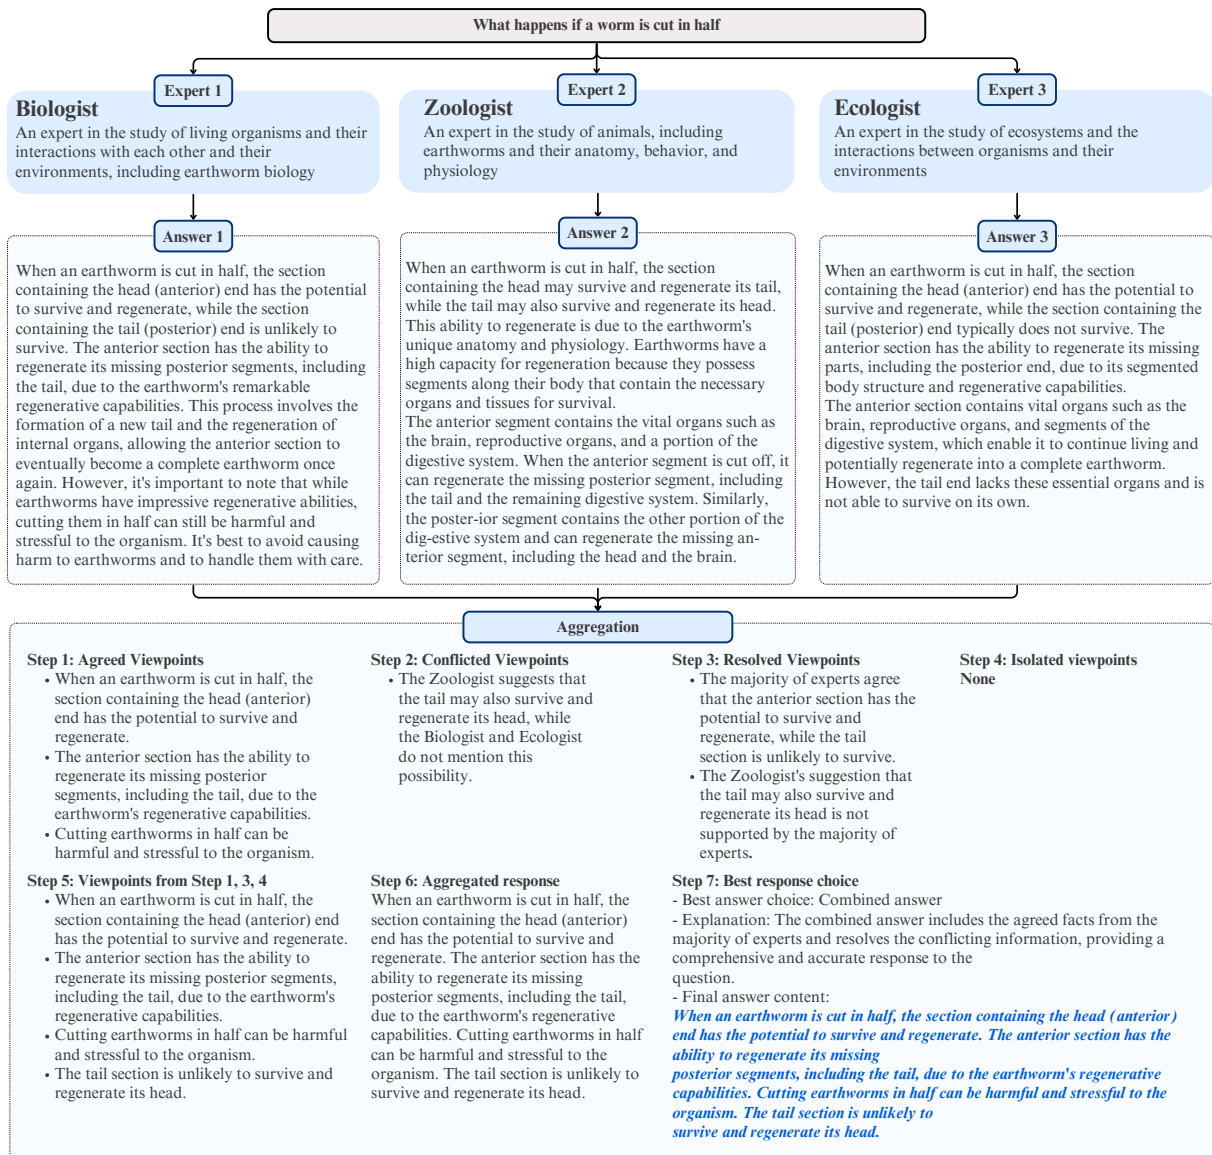 What happens if a worm is cut in half
Expert 1
Biologist
An expert in the study of living organisms and their
interactions with each other and their
environments, including earthworm biology
Expert 2
Zoologist
An expert in the study of animals, including
earthworms and their anatomy, behavior, and
physiology
Expert 3
Ecologist
An expert in the study of ecosystems and the
interactions between organisms and their
environments
Answer 1
When an earthworm is cut in half, the section
containing the head (anterior) end has the potential
to survive and regenerate, while the section
containing the tail (posterior) end is unlikely to
survive. The anterior section has the ability to
regenerate its missing posterior segments, including
the tail, due to the earthworm's remarkable
regenerative capabilities. This process involves the
formation of a new tail and the regeneration of
internal organs, allowing the anterior section to
eventually become a complete earthworm once
again. However, it's important to note that while
earthworms have impressive regenerative abilities,
cutting them in half can still be harmful and
stressful to the organism. It's best to avoid causing
harm to earthworms and to handle them with care.
Answer 2
When an earthworm is cut in half, the section
containing the head may survive and regenerate its tail,
while the tail may also survive and regenerate its head.
This ability to regenerate is due to the earthworm's
unique anatomy and physiology. Earthworms have a
high capacity for regeneration because they possess
segments along their body that contain the necessary
organs and tissues for survival.
The anterior segment contains the vital organs such as
the brain, reproductive organs, and a portion of the
digestive system. When the anterior segment is cut off, it
can regenerate the missing posterior segment, including
the tail and the remaining digestive system. Similarly,
the poster-ior segment contains the other portion of the
dig-estive system and can regenerate the missing an-
terior segment, including the head and the brain.
Answer 3
When an earthworm is cut in half, the section
containing the head (anterior) end has the potential to
survive and regenerate, while the section containing the
tail (posterior) end typically does not survive. The
anterior section has the ability to regenerate its missing
parts, including the posterior end, due to its segmented
body structure and regenerative capabilities.
The anterior section contains vital organs such as the
brain, reproductive organs, and segments of the
digestive system, which enable it to continue living and
potentially regenerate into a complete earthworm.
However, the tail end lacks these essential organs and is
not able to survive on its own.
Aggregation
Step 1: Agreed Viewpoints
• When an earthworm is cut in half, the
section containing the head (anterior)
end has the potential to survive and
regenerate.
• The anterior section has the ability to
regenerate its missing posterior
segments, including the tail, due to the
earthworm's regenerative capabilities.
• Cutting earthworms in half can be
harmful and stressful to the organism.
Step 2: Conflicted Viewpoints
• The Zoologist suggests that
the tail may also survive and
regenerate its head, while
the Biologist and Ecologist
do not mention this
possibility.
Step 3: Resolved Viewpoints
• The majority of experts agree
that the anterior section has the
potential to survive and
regenerate, while the tail
section is unlikely to survive.
• The Zoologist's suggestion that
the tail may also survive and
regenerate its head is not
supported by the majority of
experts.
Step 4: Isolated viewpoints
None
Step 5: Viewpoints from Step 1, 3, 4
• When an earthworm is cut in half, the
section containing the head (anterior) end
has the potential to survive and regenerate.
• The anterior section has the ability to
regenerate its missing posterior segments,
including the tail, due to the earthworm's
regenerative capabilities.
• Cutting earthworms in half can be harmful
and stressful to the organism.
• The tail section is unlikely to survive and
regenerate its head.
Step 6: Aggregated response
When an earthworm is cut in half, the
section containing the head (anterior)
end has the potential to survive and
regenerate. The anterior section has the
ability to regenerate its missing
posterior segments, including the tail,
due to the earthworm's regenerative
capabilities. Cutting earthworms in half
can be harmful and stressful to the
organism. The tail section is unlikely to
survive and regenerate its head.
Step 7: Best response choice
- Best answer choice: Combined answer
- Explanation: The combined answer includes the agreed facts from the
majority of experts and resolves the conflicting information, providing a
comprehensive and accurate response to the
question.
- Final answer content:
When an earthworm is cut in half, the section containing the head (anterior)
end has the potential to survive and regenerate. The anterior section has the
ability to regenerate its missing
posterior segments, including the tail, due to the earthworm's regenerative
capabilities. Cutting earthworms in half can be harmful and stressful to the
organism. The tail section is unlikely to
survive and regenerate its head.